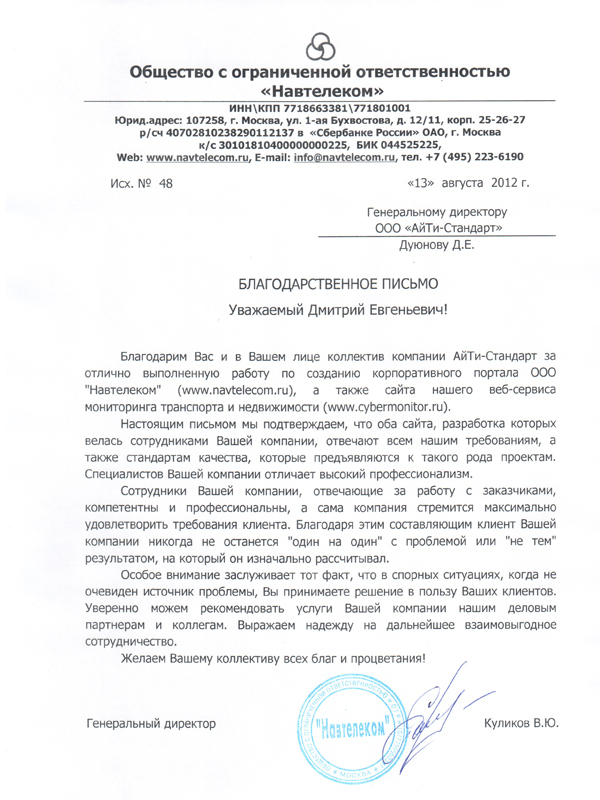 Общество с ограниченной ответственностью
«Навтелеком»
ИНН\КПП 7718663381\771801001
Юрид.адрес: 107258, г. Москва, ул. 1-ая Бухвостова, д. 12/11, корп. 25-26-27
р/сч 40702810238290112137 в «Сбербанке России» ОАО, г. Москва
к/с 30101810400000000225, БИК 044525225,
Web: www.navtelecom.ru, E-mail: info@navtelecom.ru, тел. +7 (495) 223-6190
Исх. № 48 «13» августа 2012 г.
Генеральному директору
ООО «АйТи-Стандарт»
Дуюнову Д.Е.
БЛАГОДАРСТВЕННОЕ ПИСЬМО
Уважаемый Дмитрий Евгеньевич!
Благодарим Вас и в Вашем лице коллектив компании АйТи-Стандарт за
отлично выполненную работу по созданию корпоративного портала ООО
"Навтелеком" (www.navtelecom.ru), а также сайта нашего веб-сервиса
мониторинга транспорта и недвижимости (www.cybermonitor.ru).
Настоящим письмом мы подтверждаем, что оба сайта, разработка которых
велась сотрудниками Вашей компании, отвечают всем нашим требованиям, а
также стандартам качества, которые предъявляются к такого рода проектам.
Специалистов Вашей компании отличает высокий профессионализм.
Сотрудники Вашей компании, отвечающие за работу с заказчиками,
компетентны и профессиональны, а сама компания стремится максимально
удовлетворить требования клиента. Благодаря этим составляющим клиент Вашей
компании никогда не останется "один на один" с проблемой или "не тем"
результатом, на который он изначально рассчитывал.
Особое внимание заслуживает тот факт, что в спорных ситуациях, когда не
очевиден источник проблемы, Вы принимаете решение в пользу Ваших клиентов.
Уверенно можем рекомендовать услуги Вашей компании нашим деловым
партнерам и коллегам. Выражаем надежду на дальнейшее взаимовыгодное
сотрудничество.
Желаем Вашему коллективу всех благ и процветания!
Генеральный директор
"Навтелеком"
МОСКВА
Куликов В.Ю.